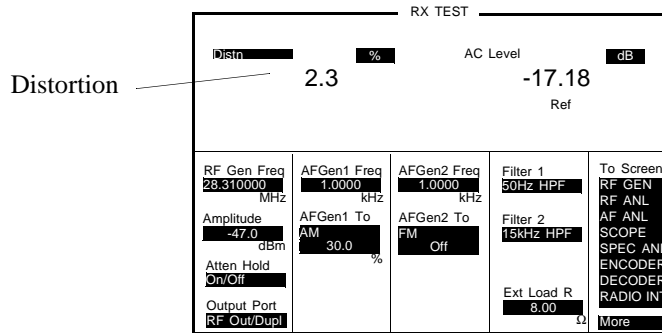 RX TEST
Distn % AC Level dB
Distortion 2.3 -17.18
Ref
RF Gen Freq
28.310000
MHz
Amplitude
-47.0
dBm
Atten Hold
On/Off
Output Port
RF Out/Dupl
AFGen1 Freq
1.0000
kHz
AFGen1 To
AM
30.0
%
AFGen2 Freq
1.0000
kHz
AFGen2 To
FM
Off
Filter 1
50Hz HPF
Filter 2
15kHz HPF
Ext Load R
8.00
Ω
To Screen
RF GEN
RF ANL
AF ANL
SCOPE
SPEC ANL
ENCODER
DECODER
RADIO INT
More